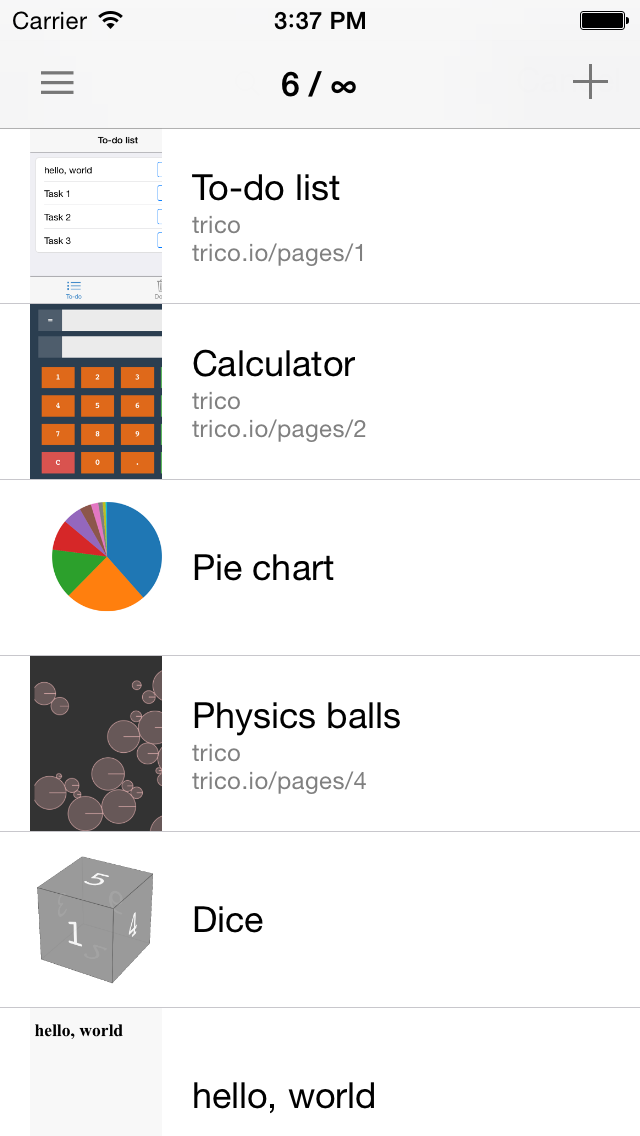 Carrier 3:37 PM
6 / ∞
To-do list
hello, world
Task 1
Task 2
Task 3
To-do
To-do list
trico
trico.io/pages/1
=
1 2 3
4 5 6
7 8 9
C 0 .
Calculator
trico
trico.io/pages/2
Pie chart
Physics balls
trico
trico.io/pages/4
5
1 4
Dice
hello, world
hello, world